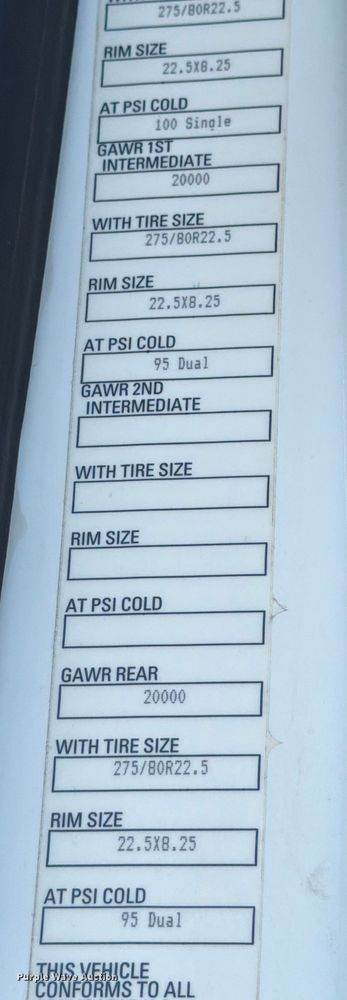 275/80R22.5
RIM SIZE
22.5X8.25
AT PSI COLD
100 Single
GAWR 1ST
INTERMEDIATE
20000
WITH TIRE SIZE
275/80R22.5
RIM SIZE
22.5X8.25
AT PSI COLD
95 Dual
GAWR 2ND
INTERMEDIATE
WITH TIRE SIZE
RIM SIZE
AT PSI COLD
GAWR REAR
20000
WITH TIRE SIZE
275/80R22.5
RIM SIZE
22.5X8.25
AT PSI COLD
95 Dual
THIS VEHICLE
CONFORMS TO ALL
Purple Wave Auction